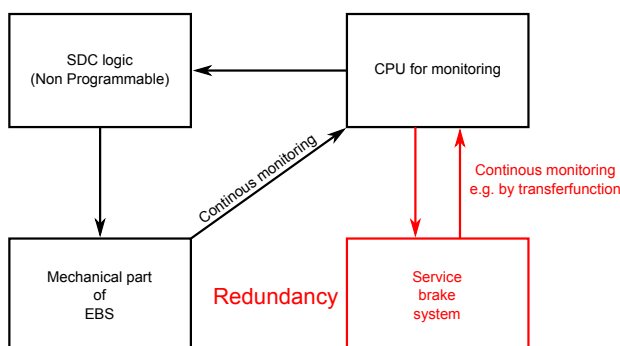 SDC logic
(Non Programmable)
CPU for monitoring
Continous monitoring
Continous monitoring
e.g. by transferfunction
Mechanical part
of
EBS
Redundancy
Service
brake
system